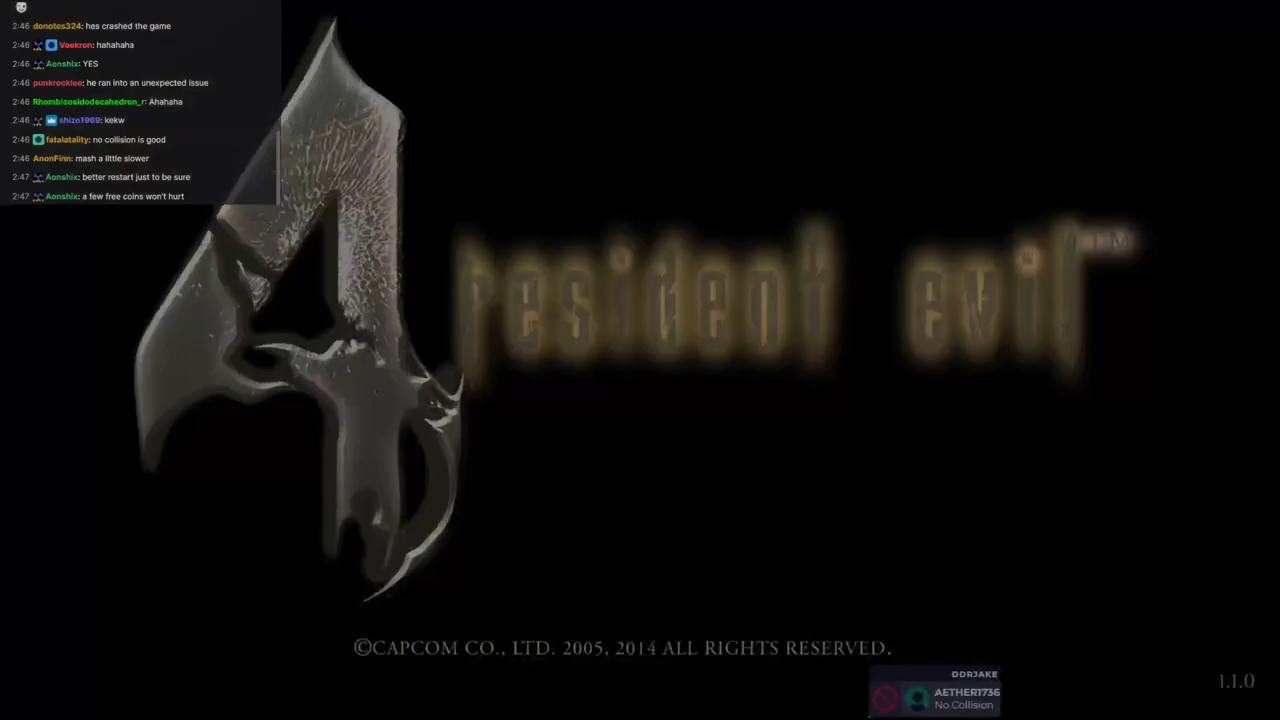 2:46 donotes324: hes crashed the game
2:46 Voekron: hahahaha
2:46 Aonshix: YES
2:46 punkrocklee: he ran into an unexpected issue
2:46 Rhombicosidodecahedron_r: Ahahaha
2:46 shizo1969: kekw
2:46 fatalatality: no collision is good
2:46 AnonFinn: mash a little slower
2:47 Aonshix: better restart just to be sure
2:47 Aonshix: a few free coins won't hurt
4
resident evil™
©CAPCOM CO., LTD. 2005, 2014 ALL RIGHTS RESERVED.
DDRJAKE
AETHER1736
No Collision
1.1.0